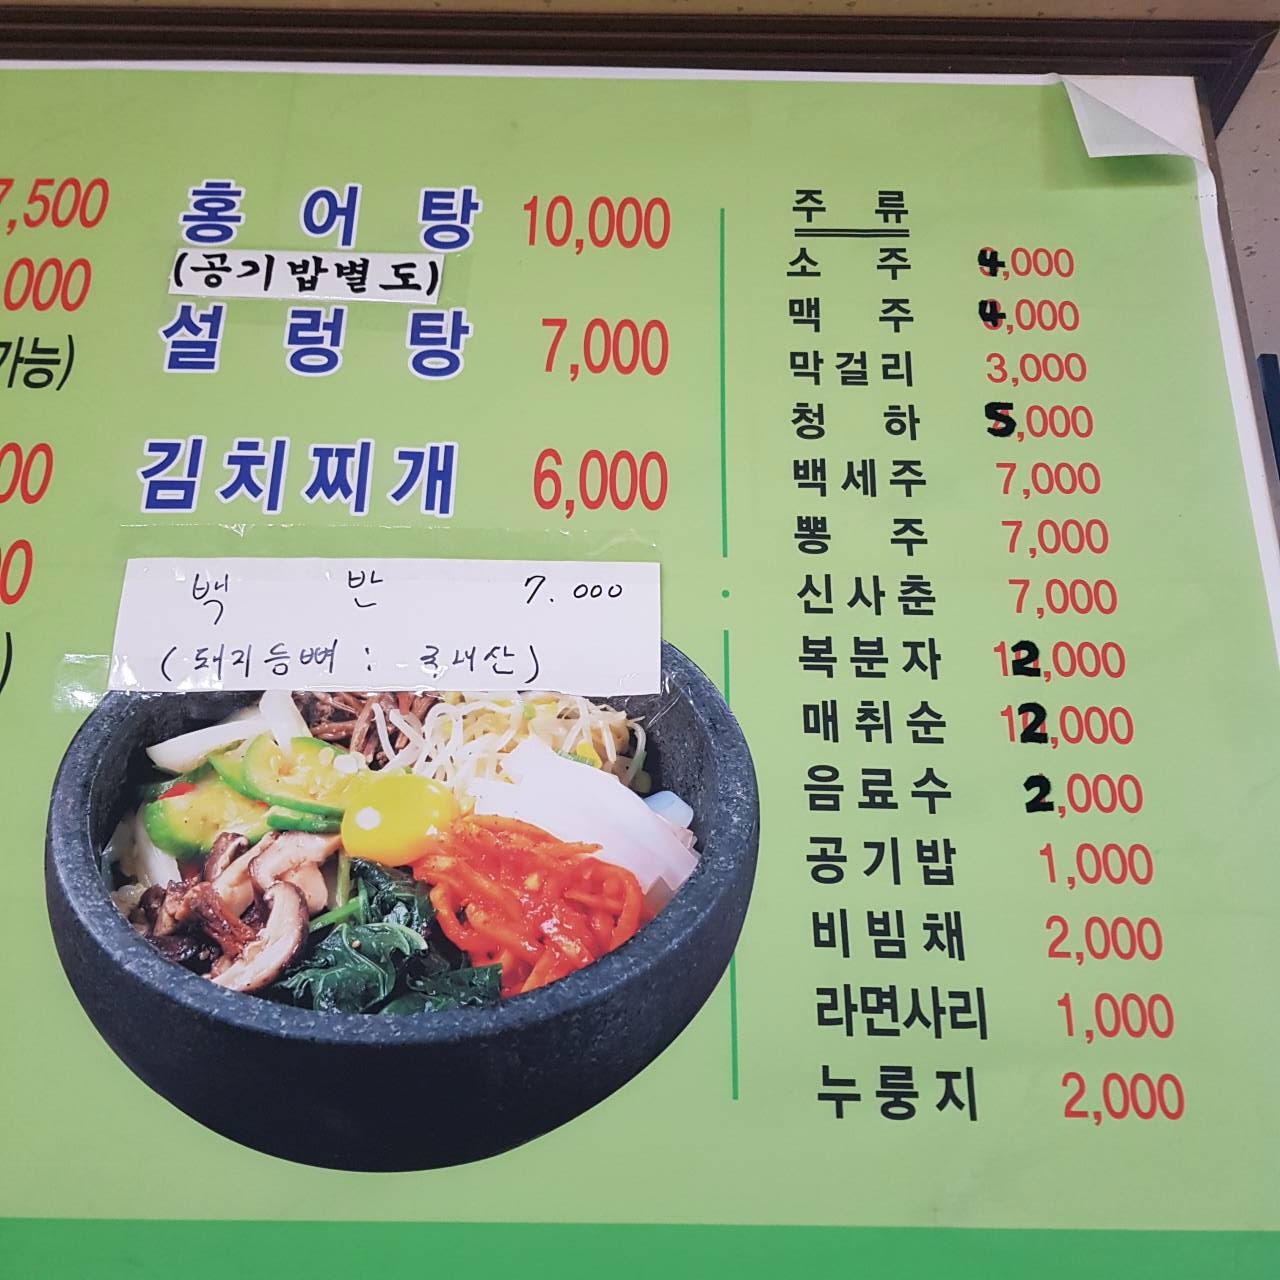 7,500
000
가능)
00
0
)
홍어탕 10,000
(공기밥별도)
설렁탕 7,000
김치찌개 6,000
백반 7.000
(돼지등뼈 : 국내산)
주류
소주 4,000
맥주 4,000
막걸리 3,000
청하 5,000
백세주 7,000
뽕주 7,000
신사춘 7,000
복분자 12,000
매취순 12,000
음료수 2,000
공기밥 1,000
비빔채 2,000
라면사리 1,000
누룽지 2,000